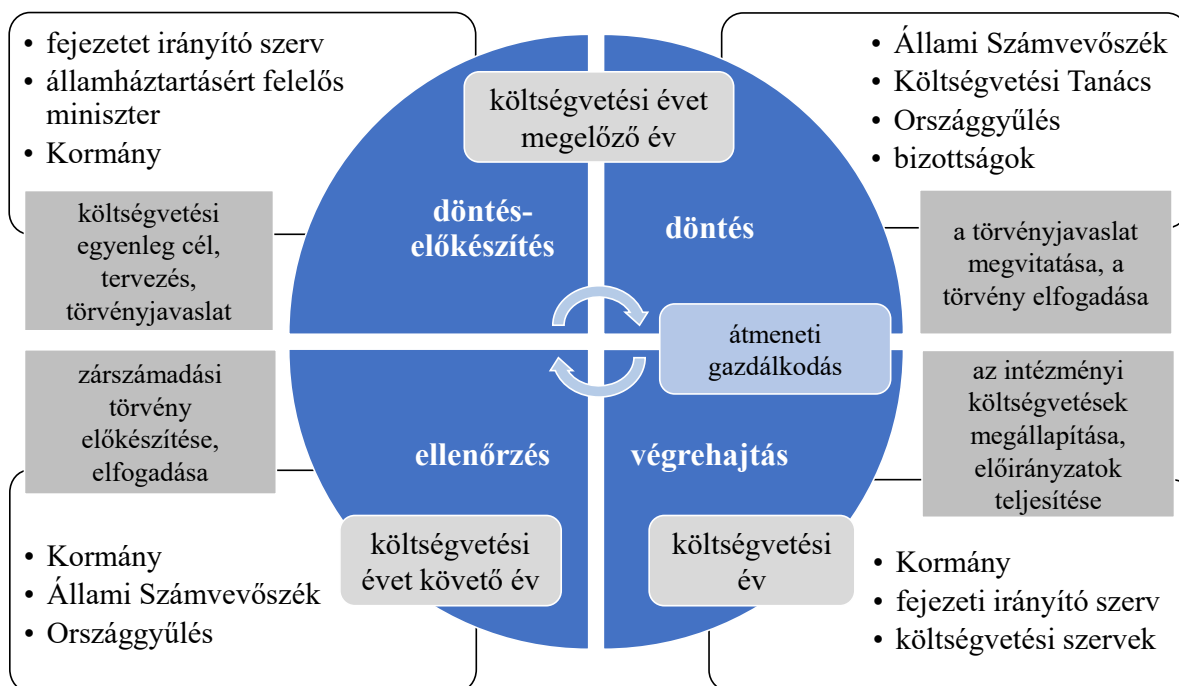 • fejezetet irányító szerv
• államháztartásért felelős
miniszter
• Kormány
költségvetési
egyenleg cél,
tervezés,
törvényjavaslat
költségvetési évet
megelőző év
döntés-
előkészítés
döntés
• Állami Számvevőszék
• Költségvetési Tanács
• Országgyűlés
• bizottságok
a törvényjavaslat
megvitatása, a
törvény elfogadása
átmeneti
gazdálkodás
zárszámadási
törvény
előkészítése,
elfogadása
ellenőrzés
végrehajtás
az intézményi
költségvetések
megállapítása,
előirányzatok
teljesítése
költségvetési
évet követő év
költségvetési
év
• Kormány
• Állami Számvevőszék
• Országgyűlés
• Kormány
• fejezeti irányító szerv
• költségvetési szervek